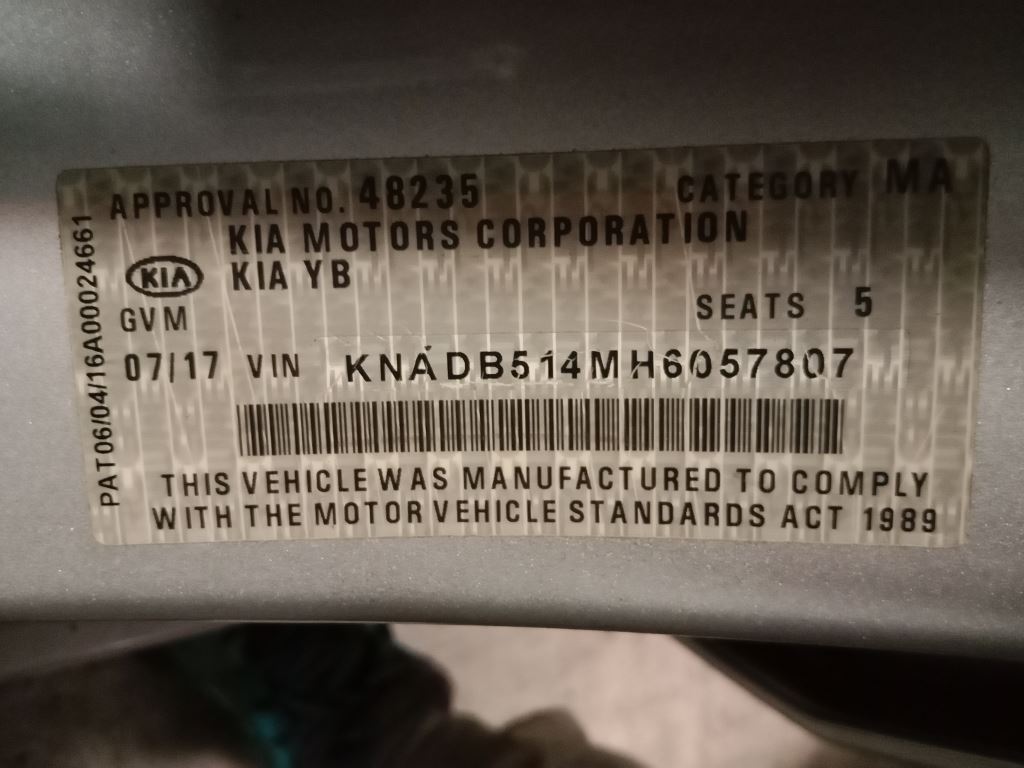 APPROVAL NO. 48235 CATEGORY MA
KIA MOTORS CORPORATION
KIA KIA YB
GVM SEATS 5
07/17 VIN KNADB514MH6057807
THIS VEHICLE WAS MANUFACTURED TO COMPLY
WITH THE MOTOR VEHICLE STANDARDS ACT 1989
PAT06/04/16A00024661